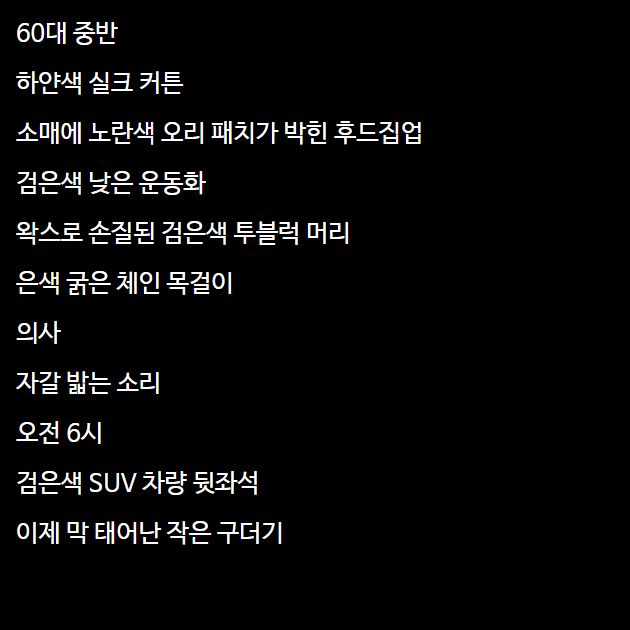 60대 중반
하얀색 실크 커튼
소매에 노란색 오리 패치가 박힌 후드집업
검은색 낮은 운동화
왁스로 손질된 검은색 투블럭 머리
은색 굵은 체인 목걸이
의사
자갈 밟는 소리
오전 6시
검은색 SUV 차량 뒷좌석
이제 막 태어난 작은 구더기